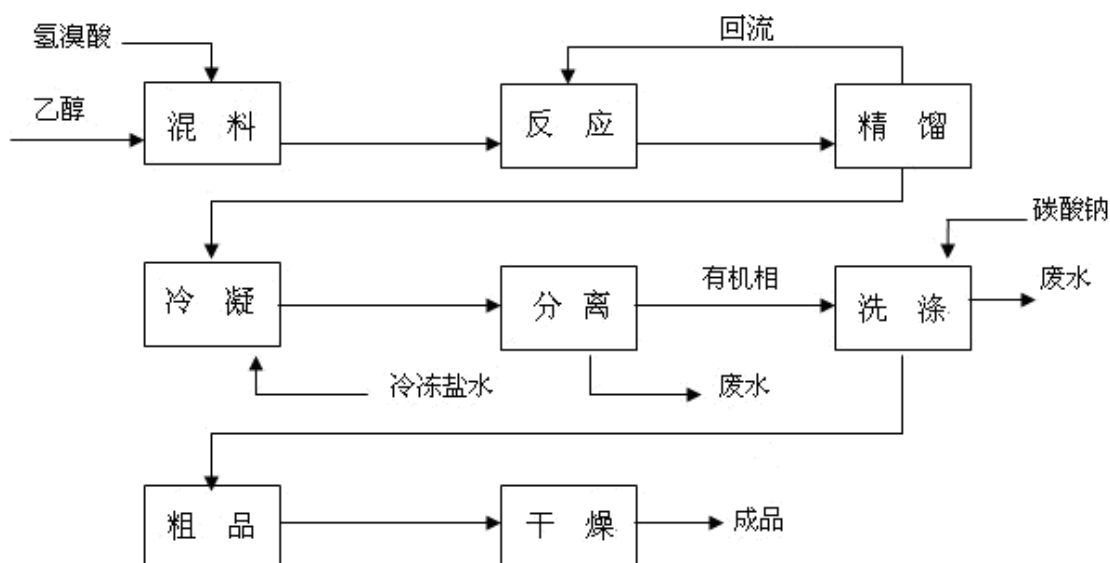 氢溴酸
回流
乙醇
混 料
反 应
精 馏
碳酸钠
冷 凝
分 离
有机相
洗 涤
废水
冷冻盐水
废水
粗 品
干 燥
成品